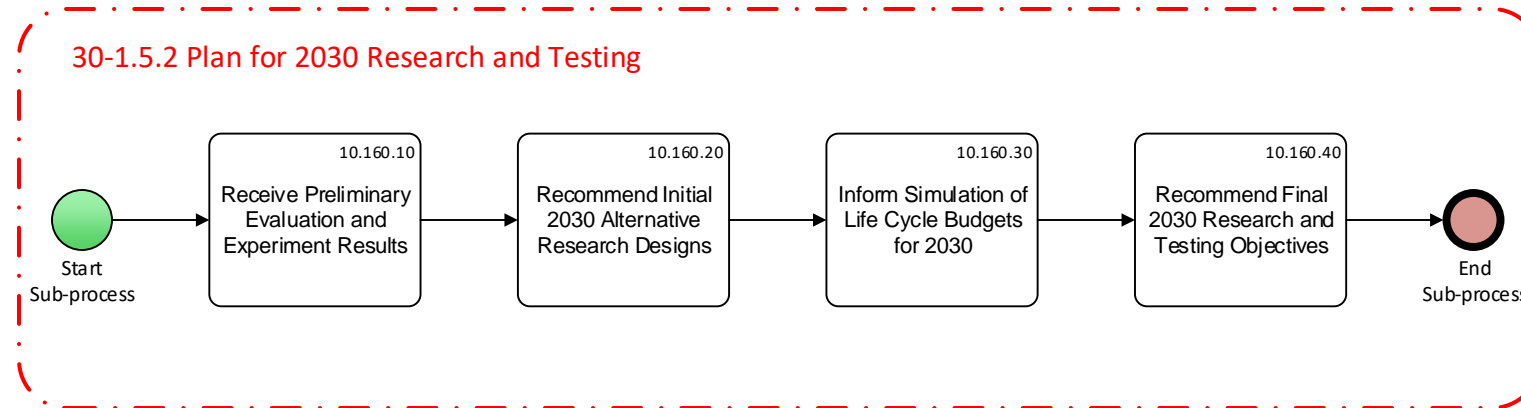 30-1.5.2 Plan for 2030 Research and Testing
10.160.10
Receive Preliminary
Evaluation and
Experiment Results
10.160.20
Recommend Initial
2030 Alternative
Research Designs
10.160.30
Inform Simulation of
Life Cycle Budgets
for 2030
10.160.40
Recommend Final
2030 Research and
Testing Objectives
Start
Sub-process
End
Sub-process